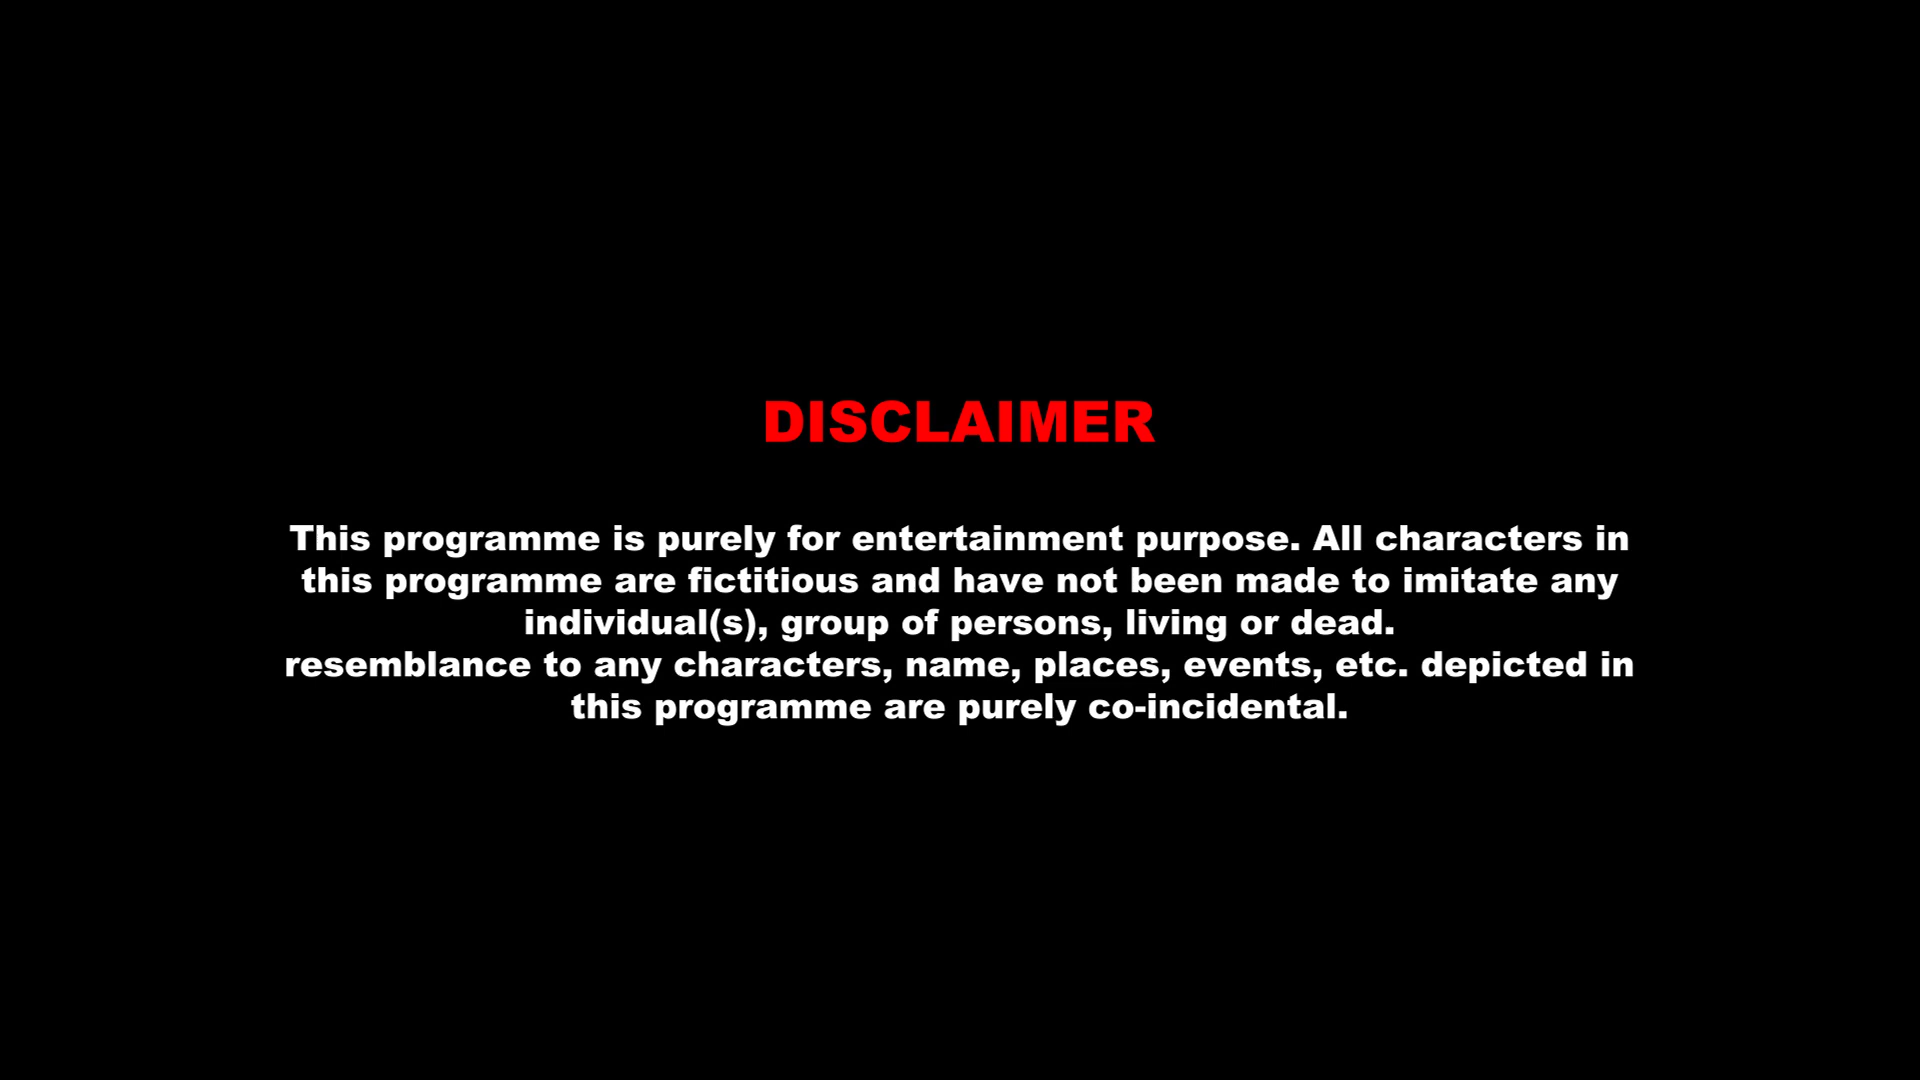 DISCLAIMER
This programme is purely for entertainment purpose. All characters in
this programme are fictitious and have not been made to imitate any
individual(s), group of persons, living or dead.
resemblance to any characters, name, places, events, etc. depicted in
this programme are purely co-incidental.